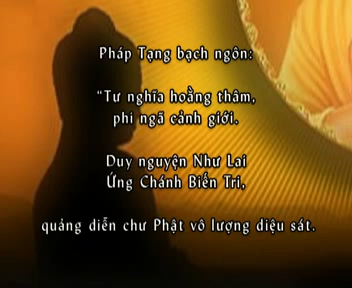 Pháp Tạng bạch ngôn:
“Tư nghĩa hoằng thâm,
phi ngã cảnh giới.
Duy nguyện Như Lai
Ứng Chánh Biến Tri,
quảng diễn chư Phật vô lượng diệu sát.